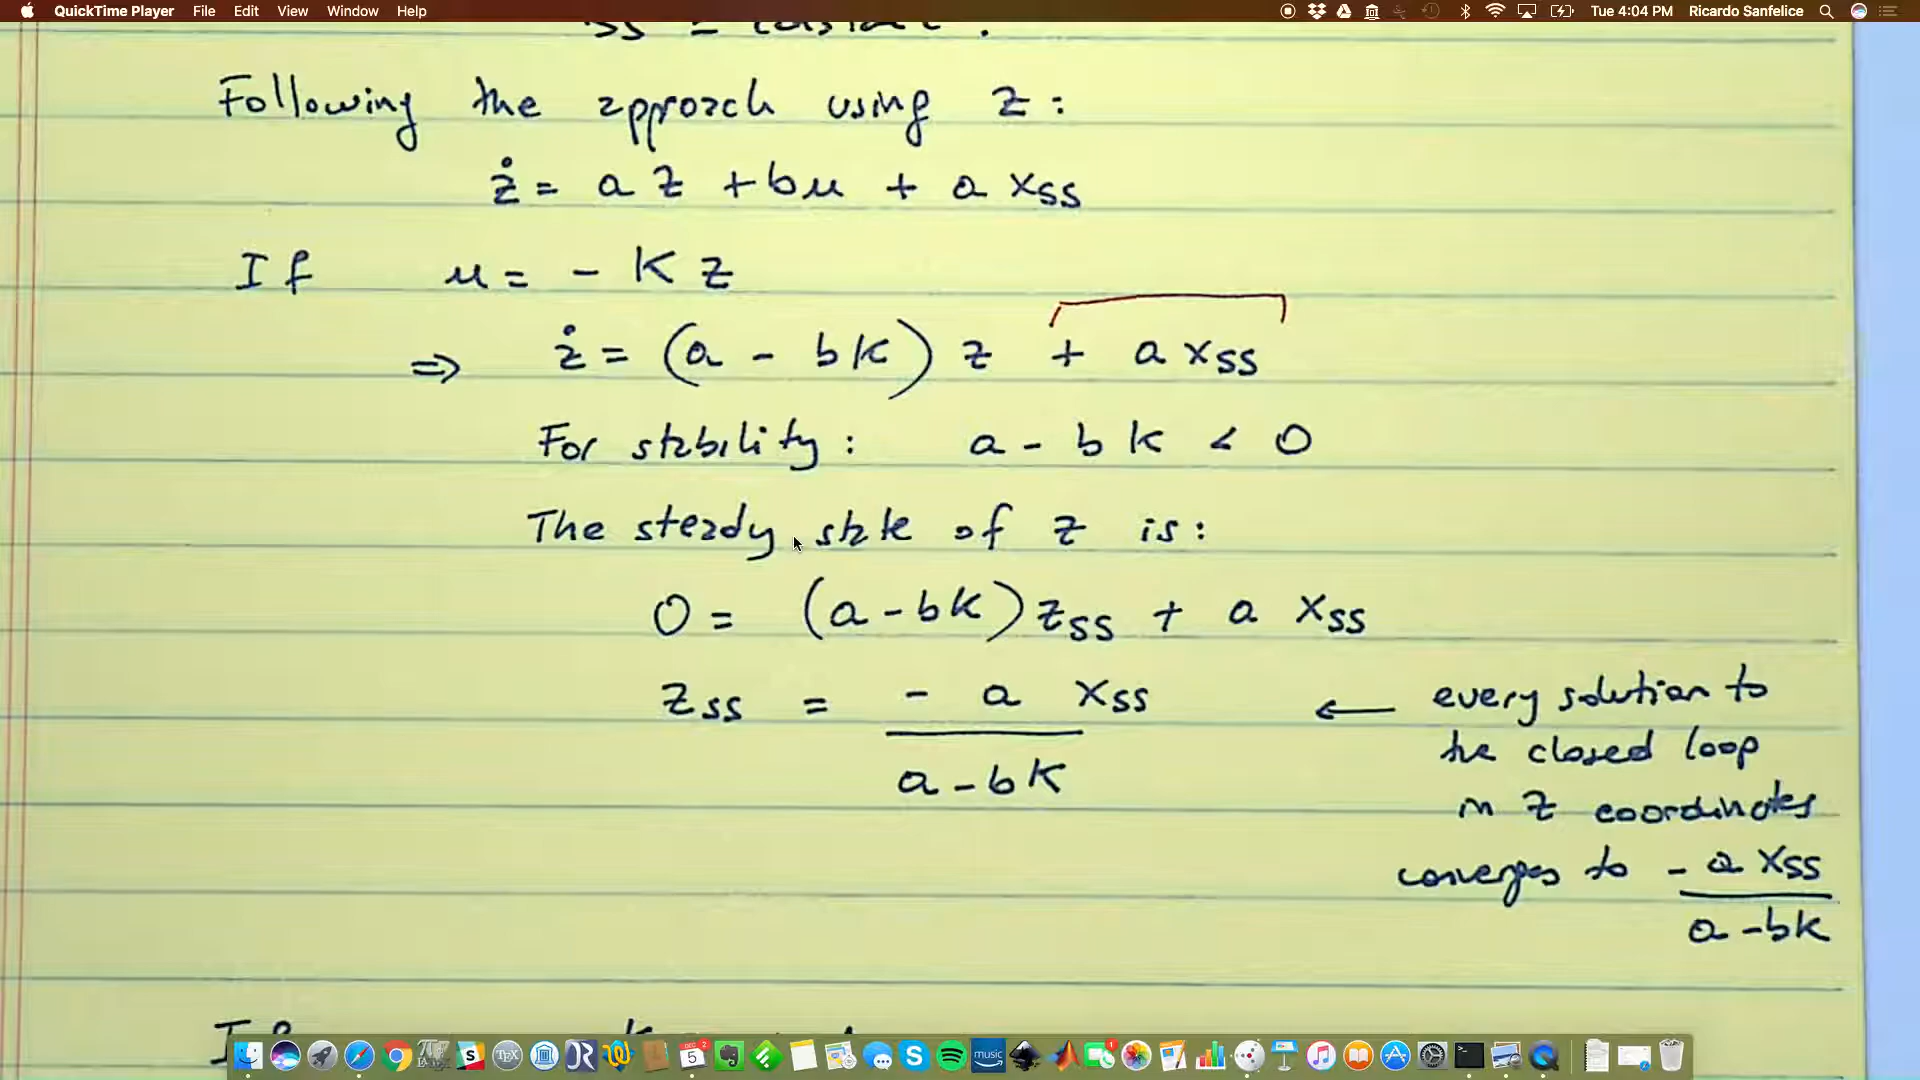 QuickTime Player File Edit View Window Help Tue 4:04 PM Ricardo Sanfelice
Following the approach using z:
ż = a z + bu + a xss
If u = - K z
⇒ ż = (a - bK) z + a xss
For stability: a - b K < 0
The steady state of z is:
0 = (a - bK) zss + a xss
zss = - a xss
a - bK
← every solution to
the closed loop
in z coordinates
converges to - a xss
a - bK
If